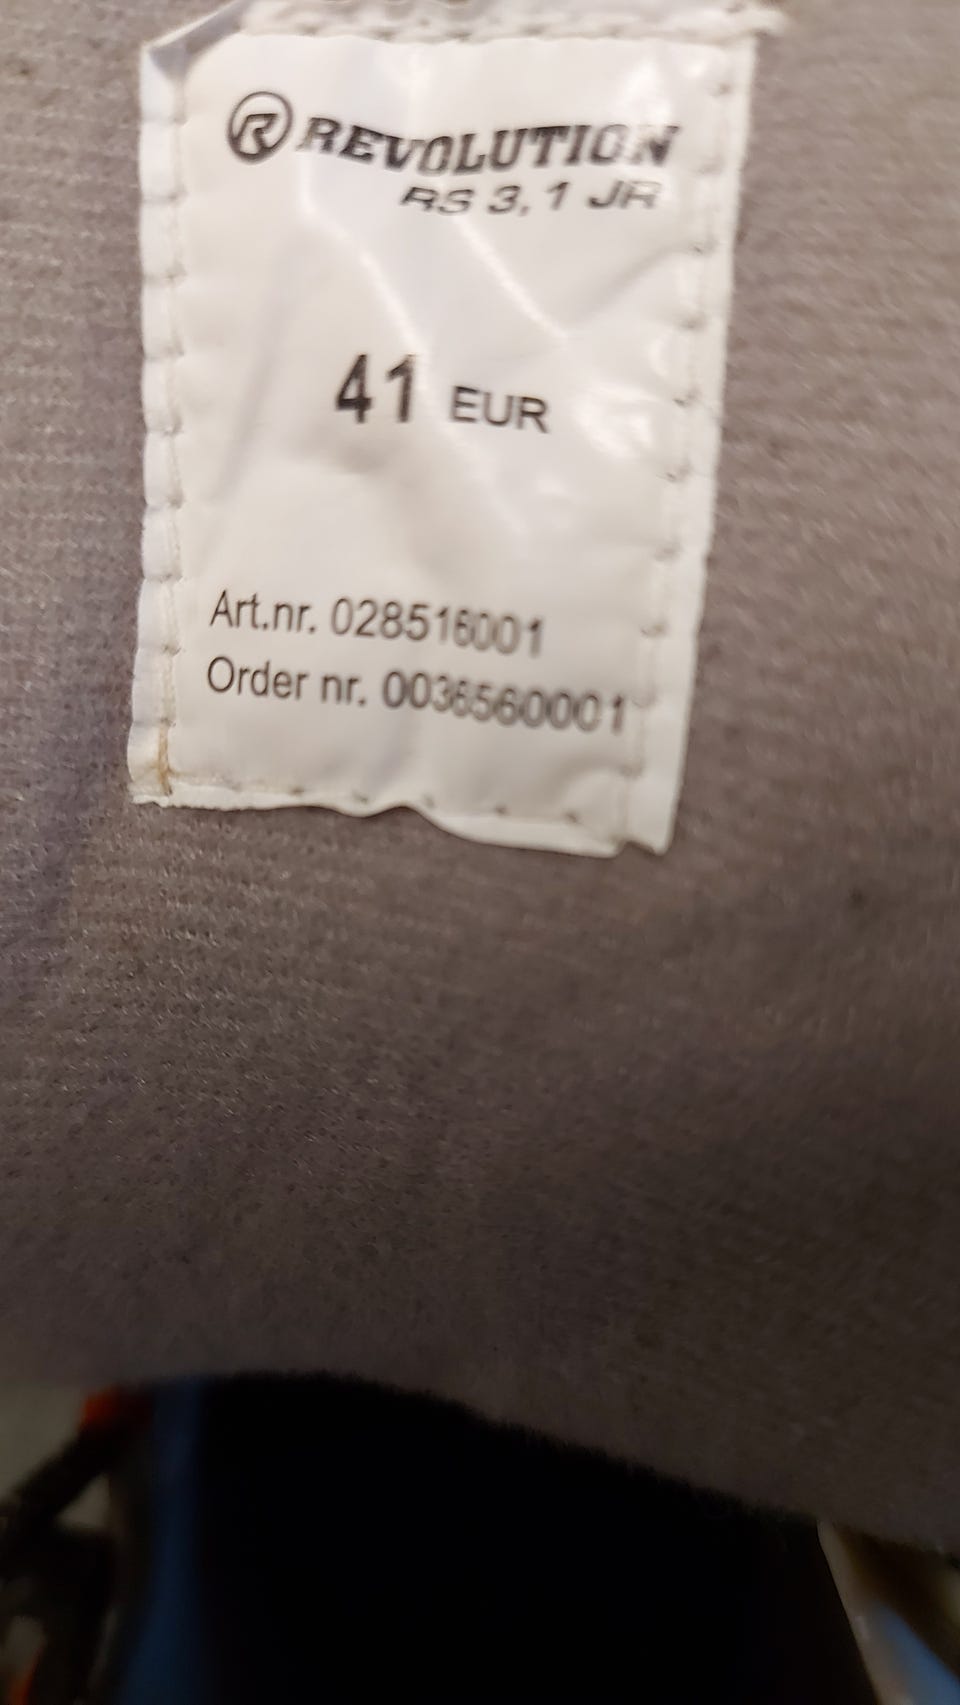 R REVOLUTION
RS 3,1 JR
41 EUR
Art.nr. 028516001
Order nr. 0036560001